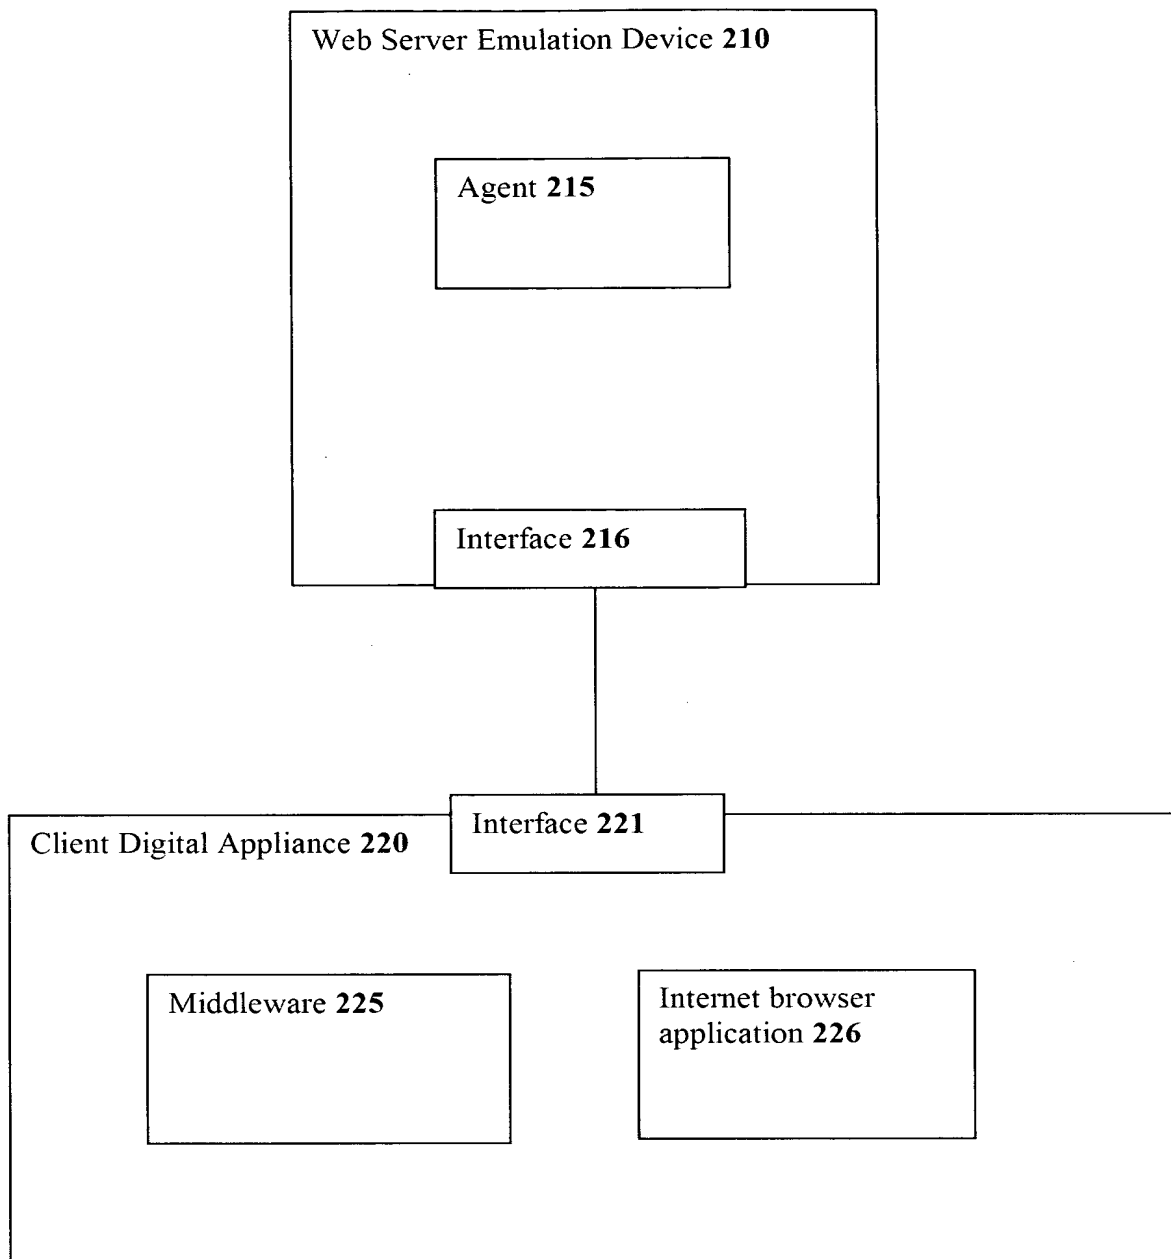 Web Server Emulation Device 210
Agent 215
Interface 216
Interface 221
Client Digital Appliance 220
Middleware 225
Internet browser
application 226